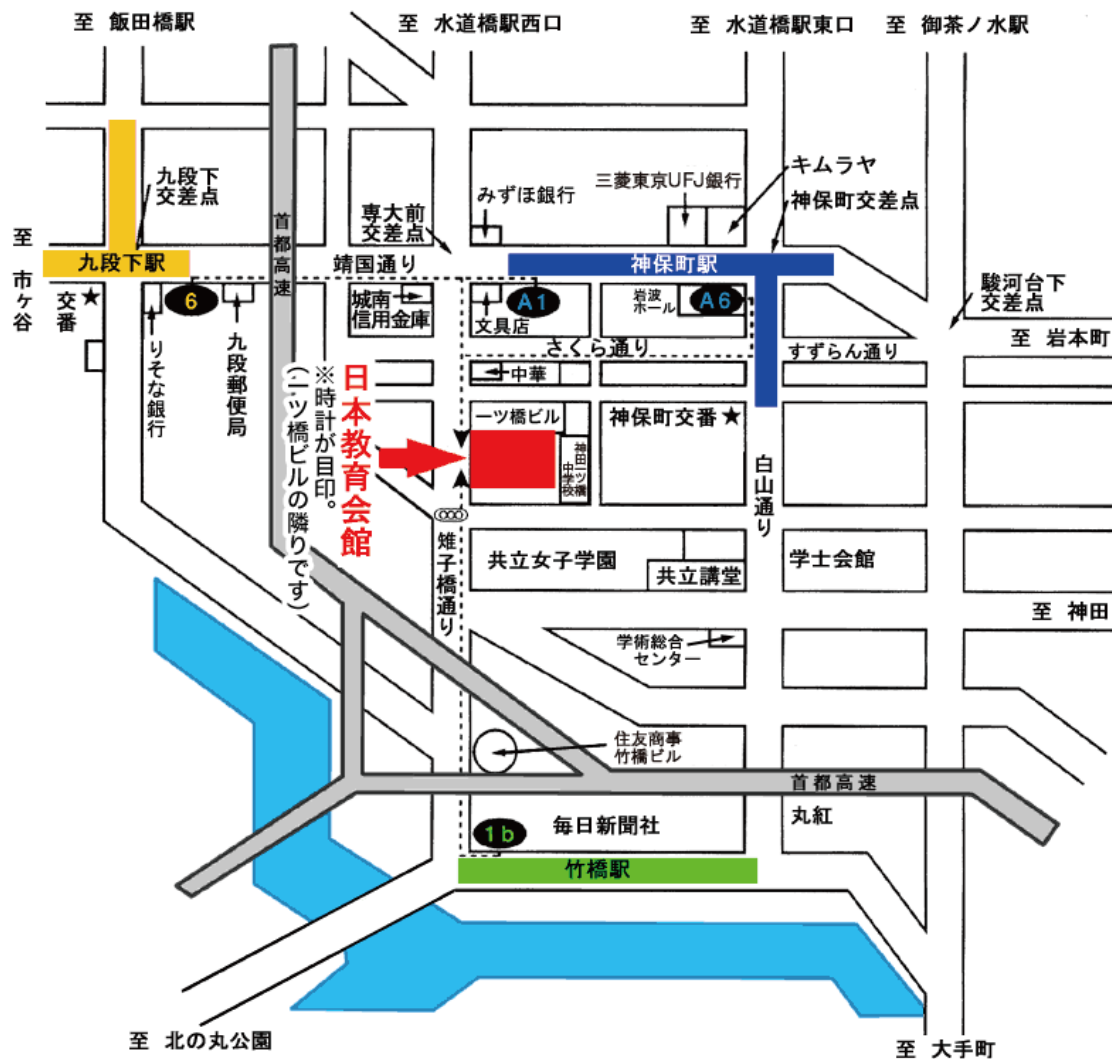 至 飯田橋駅
至 水道橋駅西口
至 水道橋駅東口
至 御茶ノ水駅
九段下
交差点
首都高速
専大前
交差点
みずほ銀行
三菱東京UFJ銀行
キムラヤ
神保町交差点
至 市ヶ谷
九段下駅
靖国通り
神保町駅
交番★
6
城南
信用金庫
文具店
A1
岩波
ホール
A6
駿河台下
交差点
至 岩本町
りそな銀行
九段郵便局
さくら通り
すずらん通り
中華
日本教育会館
※時計が目印。
(一ツ橋ビルの隣りです)
一ツ橋ビル
神田一ツ橋
中学校
神保町交番★
白山通り
雉子橋通り
共立女子学園
共立講堂
学士会館
至 神田
学術総合
センター
住友商事
竹橋ビル
首都高速
丸紅
1b
毎日新聞社
竹橋駅
至 北の丸公園
至 大手町